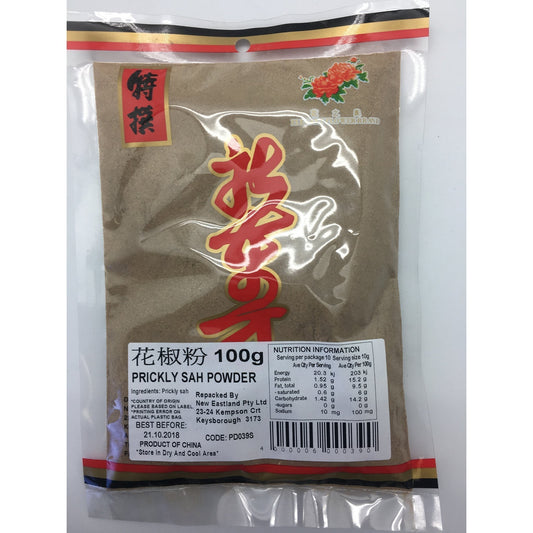 特撰
花椒粉 100g
PRICKLY SAH POWDER
Ingredients: Prickly sah
*COUNTRY OF ORIGIN
PLEASE BASED ON LABEL,
*PRINTING ERROR ON
ACTUAL PLASTIC BAG.
Repacked By
New Eastland Pty Ltd
23-24 Kempson Crt
Keysborough 3173
BEST BEFORE:
21.10.2018
CODE: PD039S
PRODUCT OF CHINA
*Store In Dry And Cool Area*
NUTRITION INFORMATION
Serving per package 10 Serving size 10g
Ave Qty Per Serving Ave Qty Per 100g
Energy 20.3 kj 203 kj
Protein 1.52 g 15.2 g
Fat, total 0.95 g 9.5 g
-saturated 0.6 g 6 g
Carbohydrate 1.42 g 14.2 g
-sugars 0 g 0 g
Sodium 10 mg 100 mg
4 000006 000390